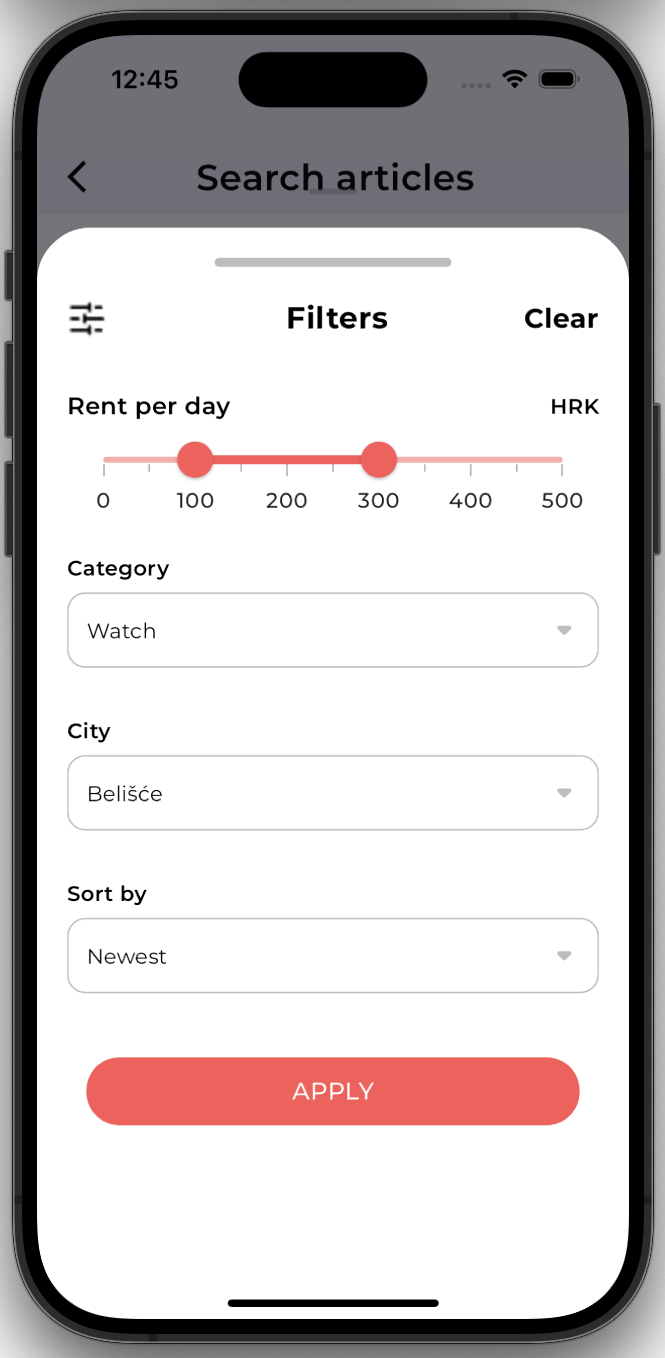 12:45
Search articles
Filters
Clear
Rent per day
HRK
0 100 200 300 400 500
Category
Watch
City
Belišće
Sort by
Newest
APPLY